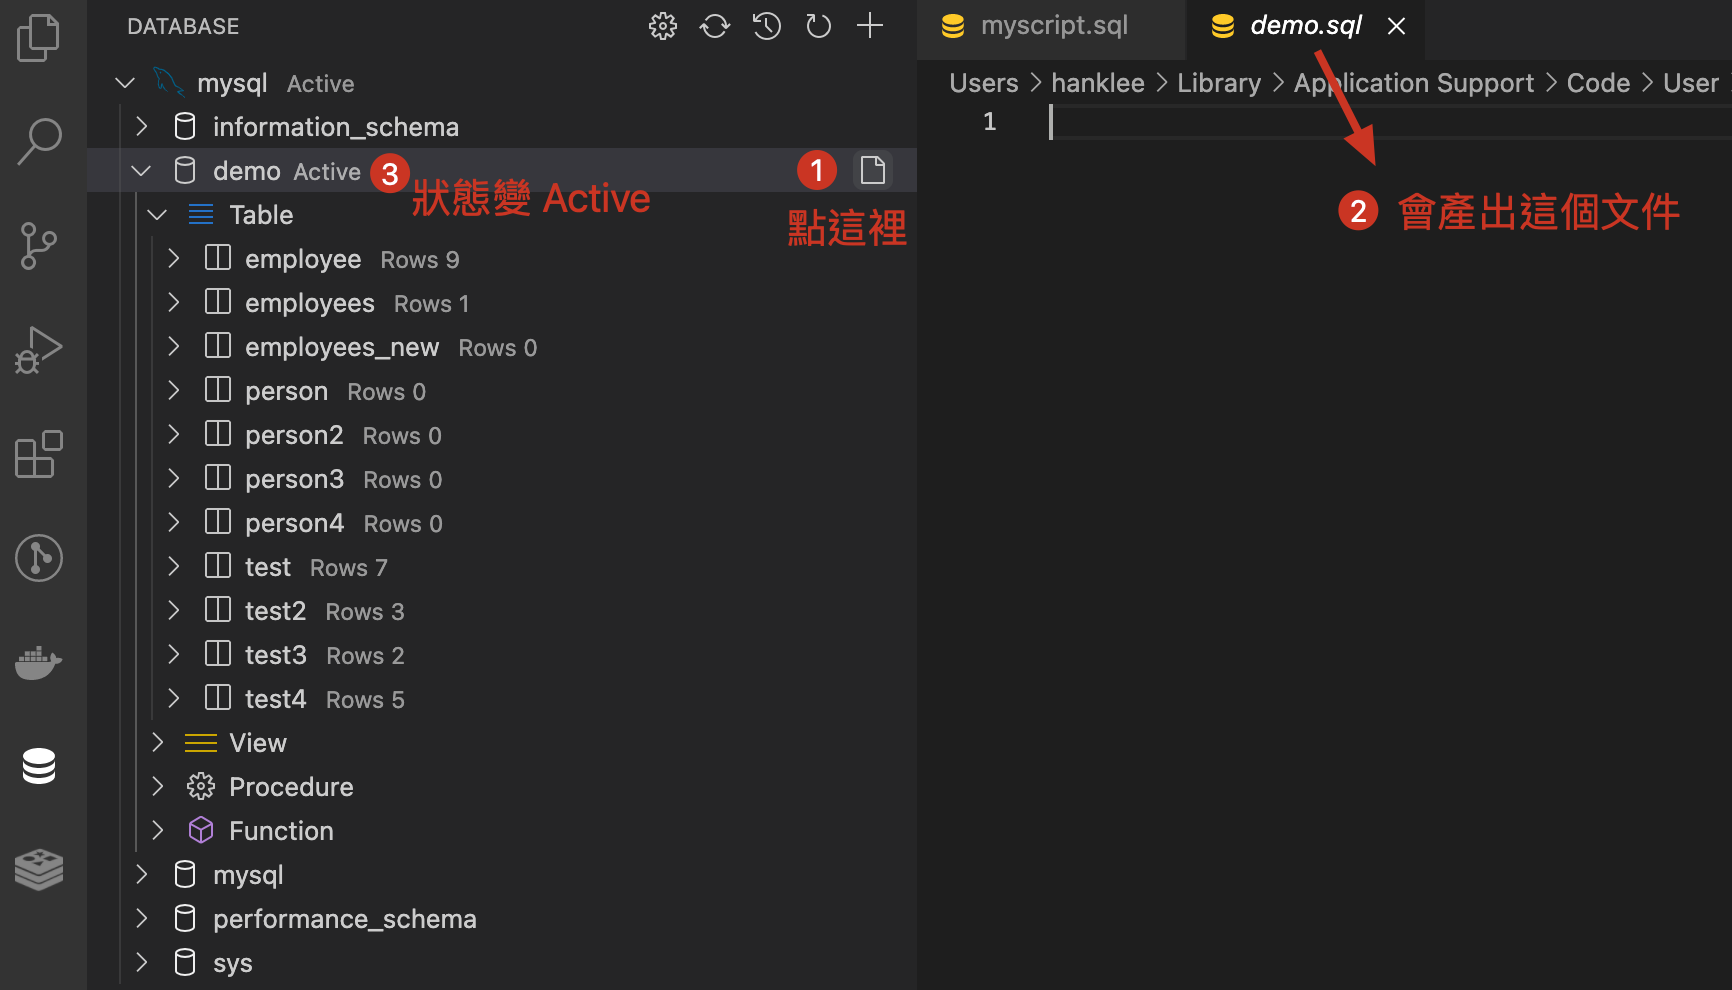 DATABASE
mysql Active
information_schema
demo Active 3 狀態變 Active
1 點這裡
Table
employee Rows 9
employees Rows 1
employees_new Rows 0
person Rows 0
person2 Rows 0
person3 Rows 0
person4 Rows 0
test Rows 7
test2 Rows 3
test3 Rows 2
test4 Rows 5
View
Procedure
Function
mysql
performance_schema
sys
myscript.sql
demo.sql
Users > hanklee > Library > Application Support > Code > User
1
2 會產出這個文件